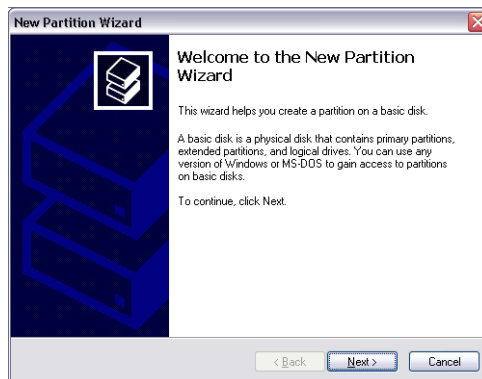 New Partition Wizard
Welcome to the New Partition
Wizard
This wizard helps you create a partition on a basic disk.
A basic disk is a physical disk that contains primary partitions,
extended partitions, and logical drives. You can use any
version of Windows or MS-DOS to gain access to partitions
on basic disks.
To continue, click Next.
< Back Next > Cancel